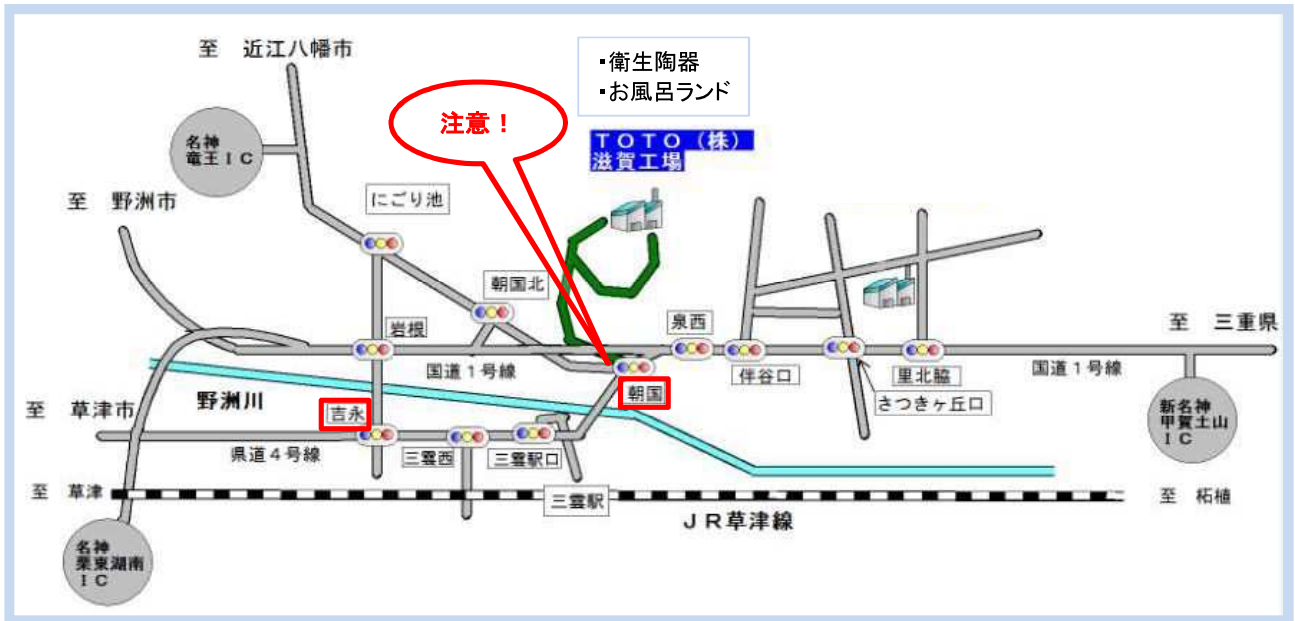 至　近江八幡市
・衛生陶器
・お風呂ランド
注意！
名神
竜王ＩＣ
ＴＯＴＯ（株）
滋賀工場
至　野洲市
にごり池
朝国北
岩根
泉西
至　三重県
国道１号線
伴谷口
里北脇
国道１号線
朝国
さつきヶ丘口
至　草津市
野洲川
吉永
新名神
甲賀土山
ＩＣ
県道４号線
三雲西
三雲駅口
至　草津
三雲駅
至　柘植
ＪＲ草津線
名神
栗東湖南
ＩＣ